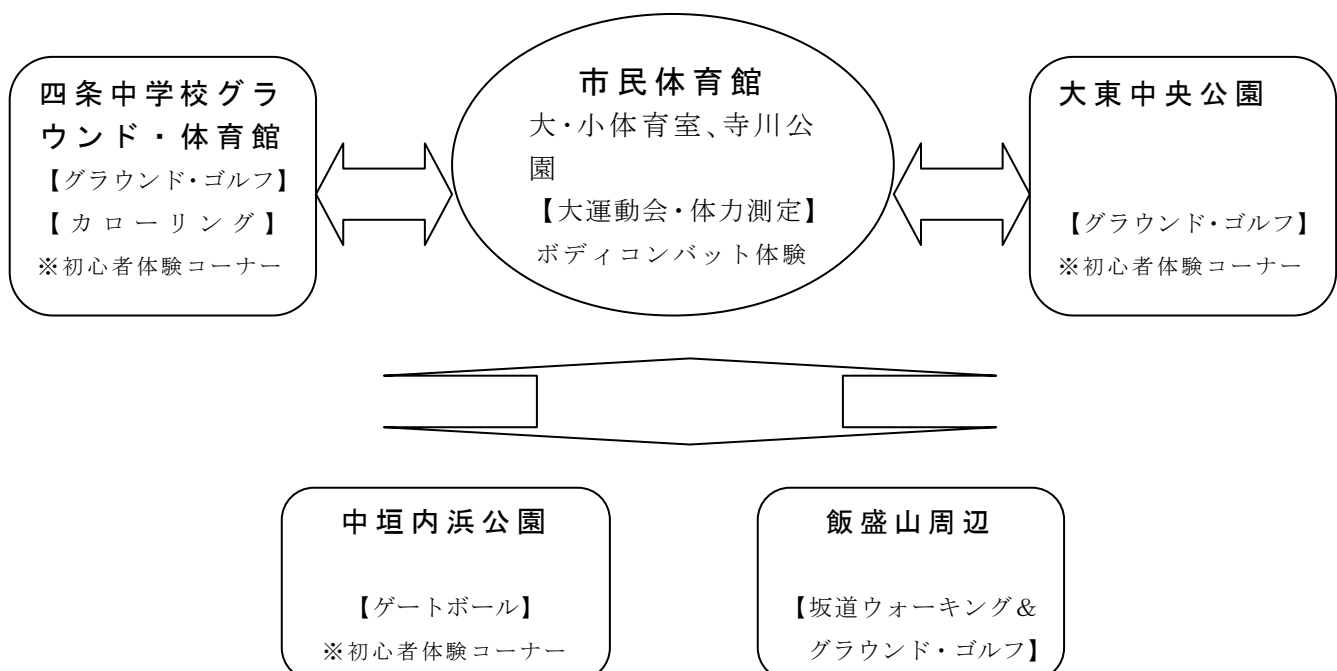 四条中学校グラ
ウンド・体育館
【グラウンド・ゴルフ】
【カローリング】
※初心者体験コーナー
市民体育館
大・小体育室、寺川公
園
【大運動会・体力測定】
ボディコンバット体験
大東中央公園
【グラウンド・ゴルフ】
※初心者体験コーナー
中垣内浜公園
【ゲートボール】
※初心者体験コーナー
飯盛山周辺
【坂道ウォーキング＆
グラウンド・ゴルフ】